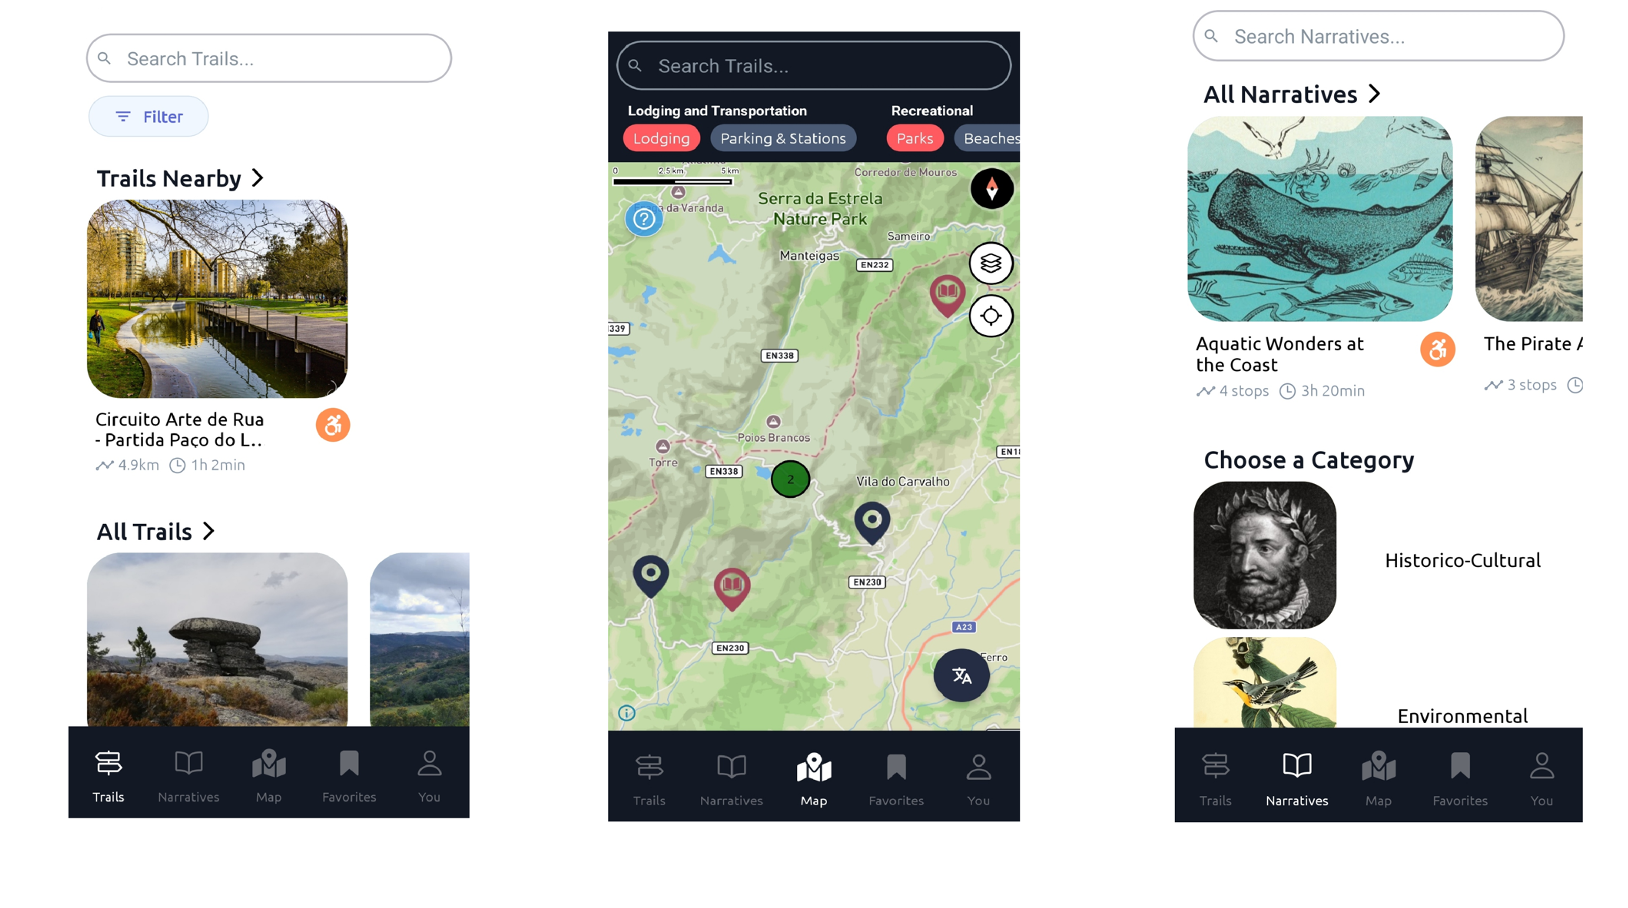 Search Trails...
Filter
Trails Nearby
Circuito Arte de Rua
- Partida Paço do L...
4.9km 1h 2min
All Trails
Trails Narratives Map Favorites You
Search Trails...
Lodging and Transportation Recreational
Lodging Parking & Stations Parks Beaches
0 2.5km. 5km
Corredor de Mouros
da Varanda
Serra da Estrela
Nature Park
Sameiro
Manteigas
EN232
339
EN338
Poios Brancos
Torre
EN338
EN18
2
Vila do Carvalho
EN230
A23
EN230
Ferro
Trails Narratives Map Favorites You
Search Narratives...
All Narratives
Aquatic Wonders at
the Coast
4 stops 3h 20min
The Pirate A
3 stops
Choose a Category
Historico-Cultural
Environmental
Trails Narratives Map Favorites You